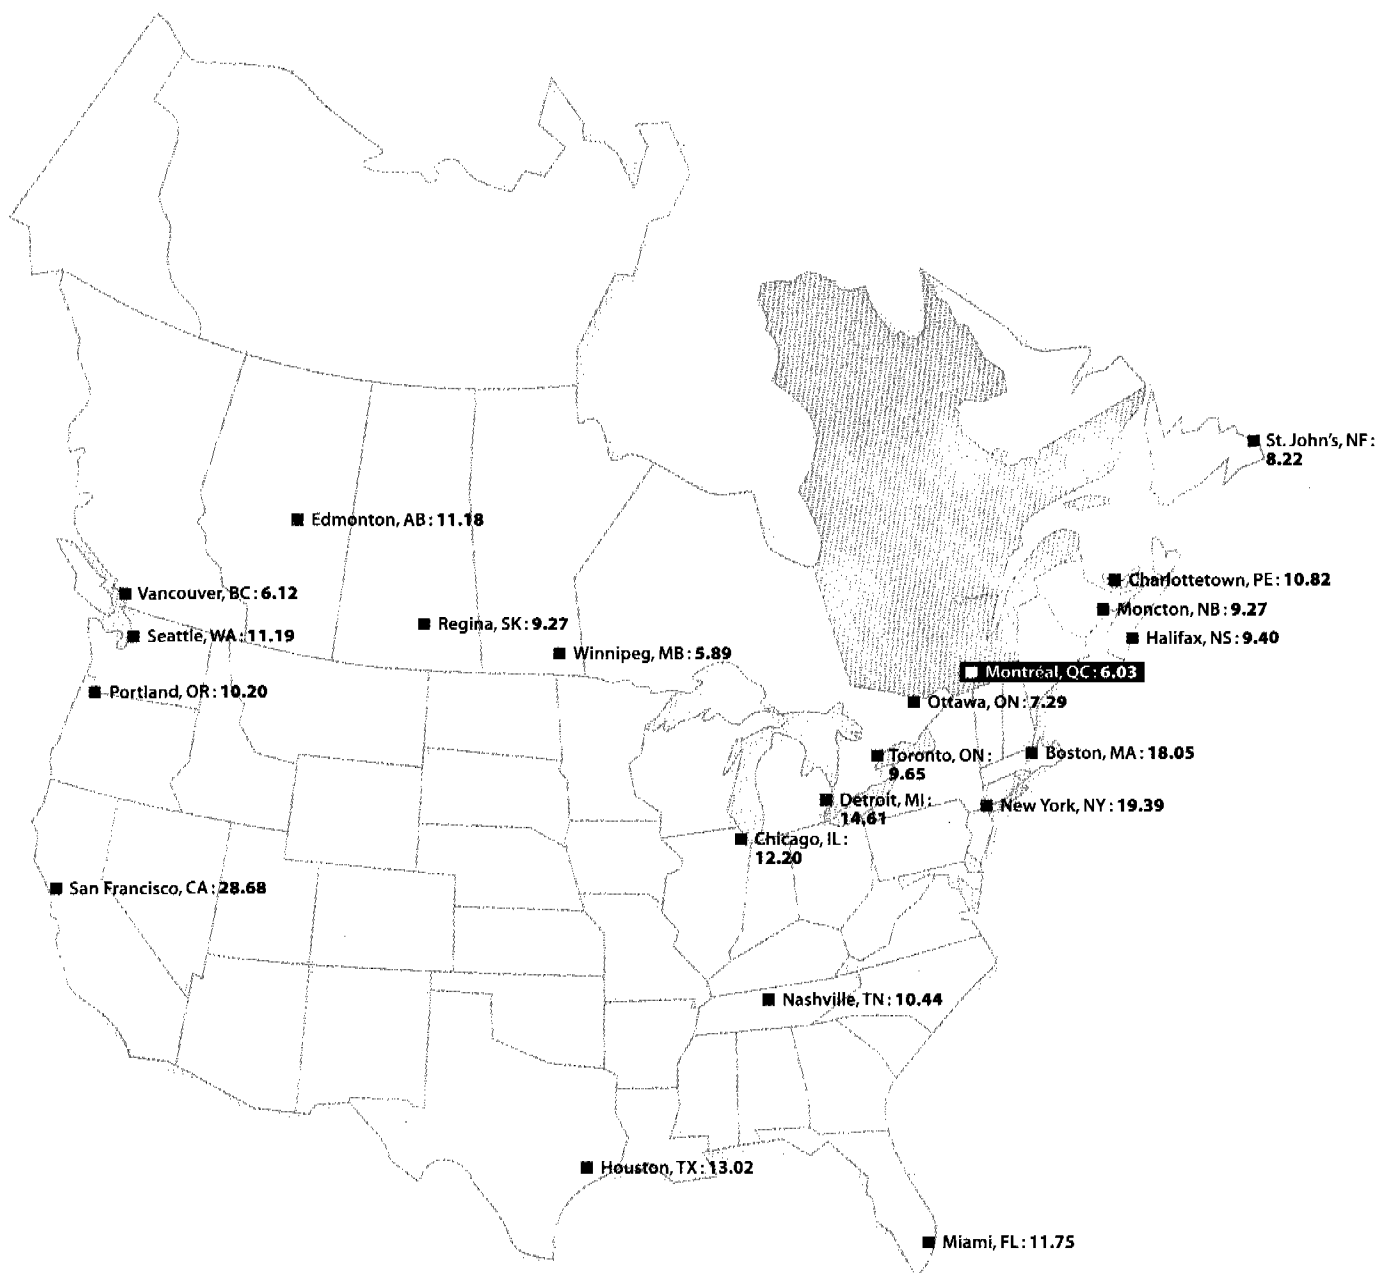 St. John's, NF:
8.22
Edmonton, AB: 11.18
Charlottetown, PE: 10.82
Vancouver, BC: 6.12
Moncton, NB: 9.27
Regina, SK: 9.27
Seattle, WA: 11.19
Halifax, NS: 9.40
Winnipeg, MB: 5.89
Montréal, QC: 6.03
Portland, OR: 10.20
Ottawa, ON: 7.29
Boston, MA: 18.05
Toronto, ON:
9.65
Detroit, MI:
14.61
New York, NY: 19.39
Chicago, IL:
12.20
San Francisco, CA: 28.68
Nashville, TN: 10.44
Houston, TX: 13.02
Miami, FL: 11.75